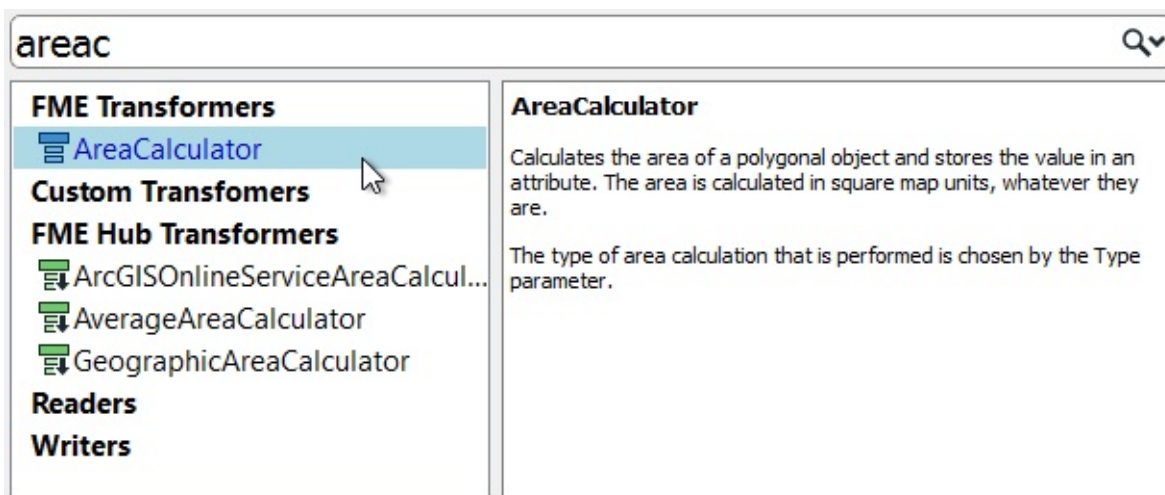 areac
FME Transformers
AreaCalculator
Custom Transfomers
FME Hub Transformers
ArcGISOnlineServiceAreaCalcul...
AverageAreaCalculator
GeographicAreaCalculator
Readers
Writers
AreaCalculator
Calculates the area of a polygonal object and stores the value in an
attribute. The area is calculated in square map units, whatever they
are.
The type of area calculation that is performed is chosen by the Type
parameter.